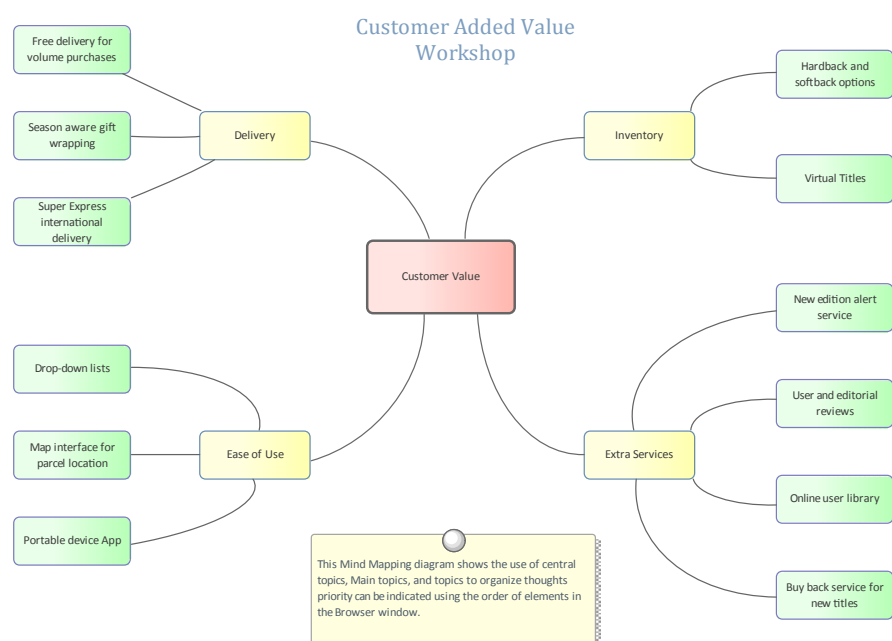 Customer Added Value
Workshop
Free delivery for
volume purchases
Season aware gift
wrapping
Super Express
international
delivery
Delivery
Inventory
Hardback and
softback options
Virtual Titles
Customer Value
Drop-down lists
Map interface for
parcel location
Portable device App
Ease of Use
Extra Services
New edition alert
service
User and editorial
reviews
Online user library
Buy back service for
new titles
This Mind Mapping diagram shows the use of central
topics, Main topics, and topics to organize thoughts
priority can be indicated using the order of elements in
the Browser window.